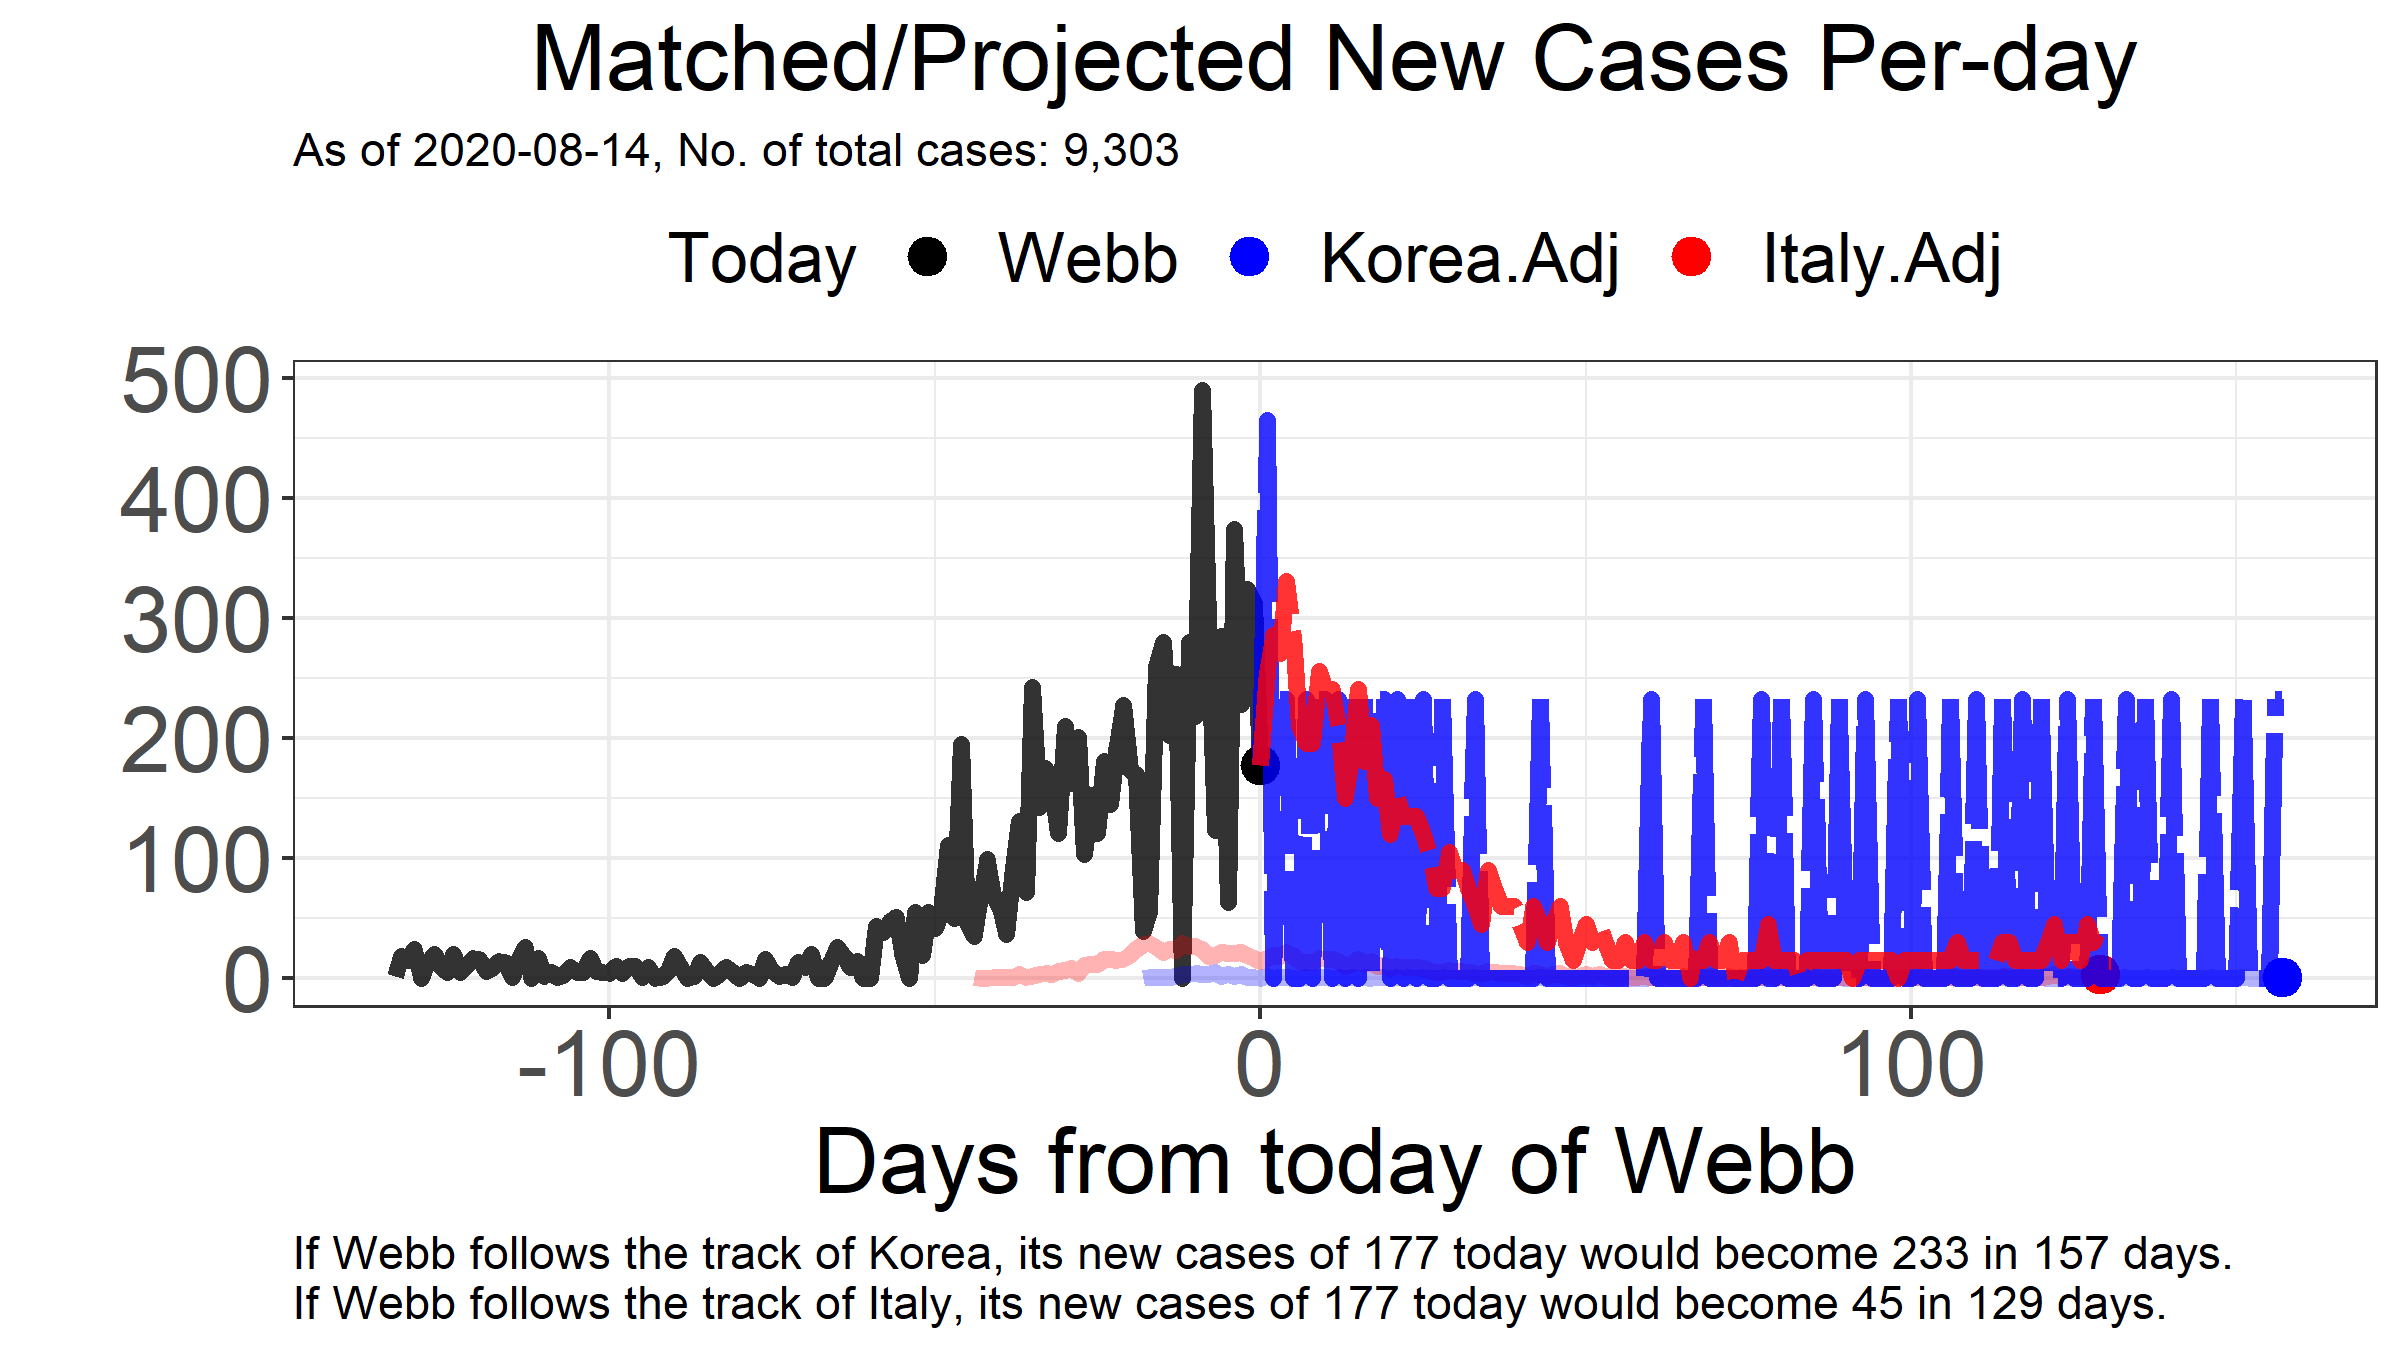 Matched/Projected New Cases Per-day
As of 2020-08-14, No. of total cases: 9,303
Today Webb Korea.Adj Italy.Adj
500
400
300
200
100
0
-100 0 100
Days from today of Webb
If Webb follows the track of Korea, its new cases of 177 today would become 233 in 157 days.
If Webb follows the track of Italy, its new cases of 177 today would become 45 in 129 days.